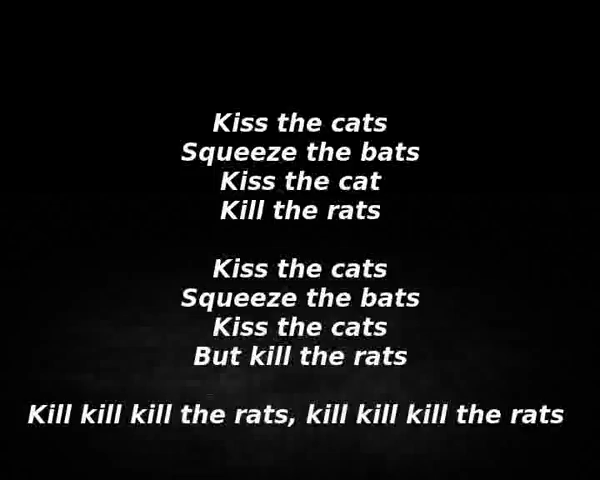 Kiss the cats
Squeeze the bats
Kiss the cat
Kill the rats
Kiss the cats
Squeeze the bats
Kiss the cats
But kill the rats
Kill kill kill the rats, kill kill kill the rats